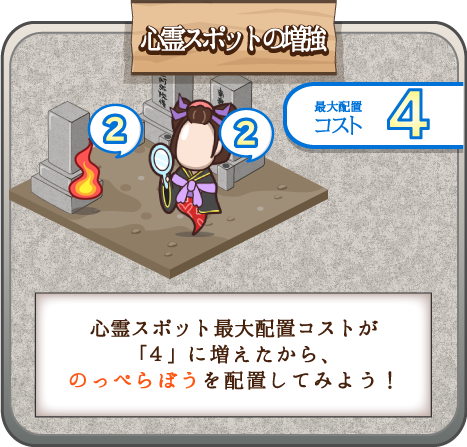 心霊スポットの増強
最大配置
コスト 4
2
2
心霊スポット最大配置コストが
「4」に増えたから、
のっぺらぼうを配置してみよう！